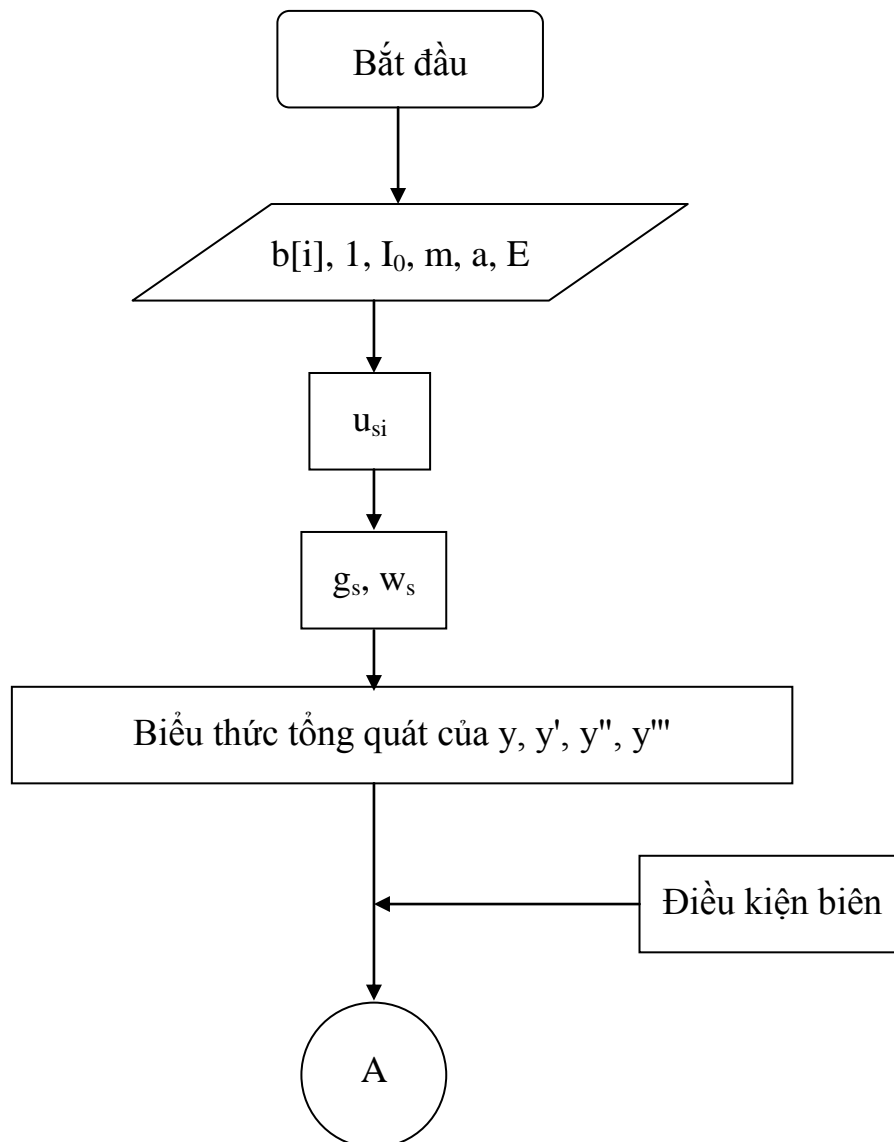 Bắt đầu
b[i], 1, I₀, m, a, E
uₛᵢ
gₛ, wₛ
Biểu thức tổng quát của y, y', y", y'"
Điều kiện biên
A